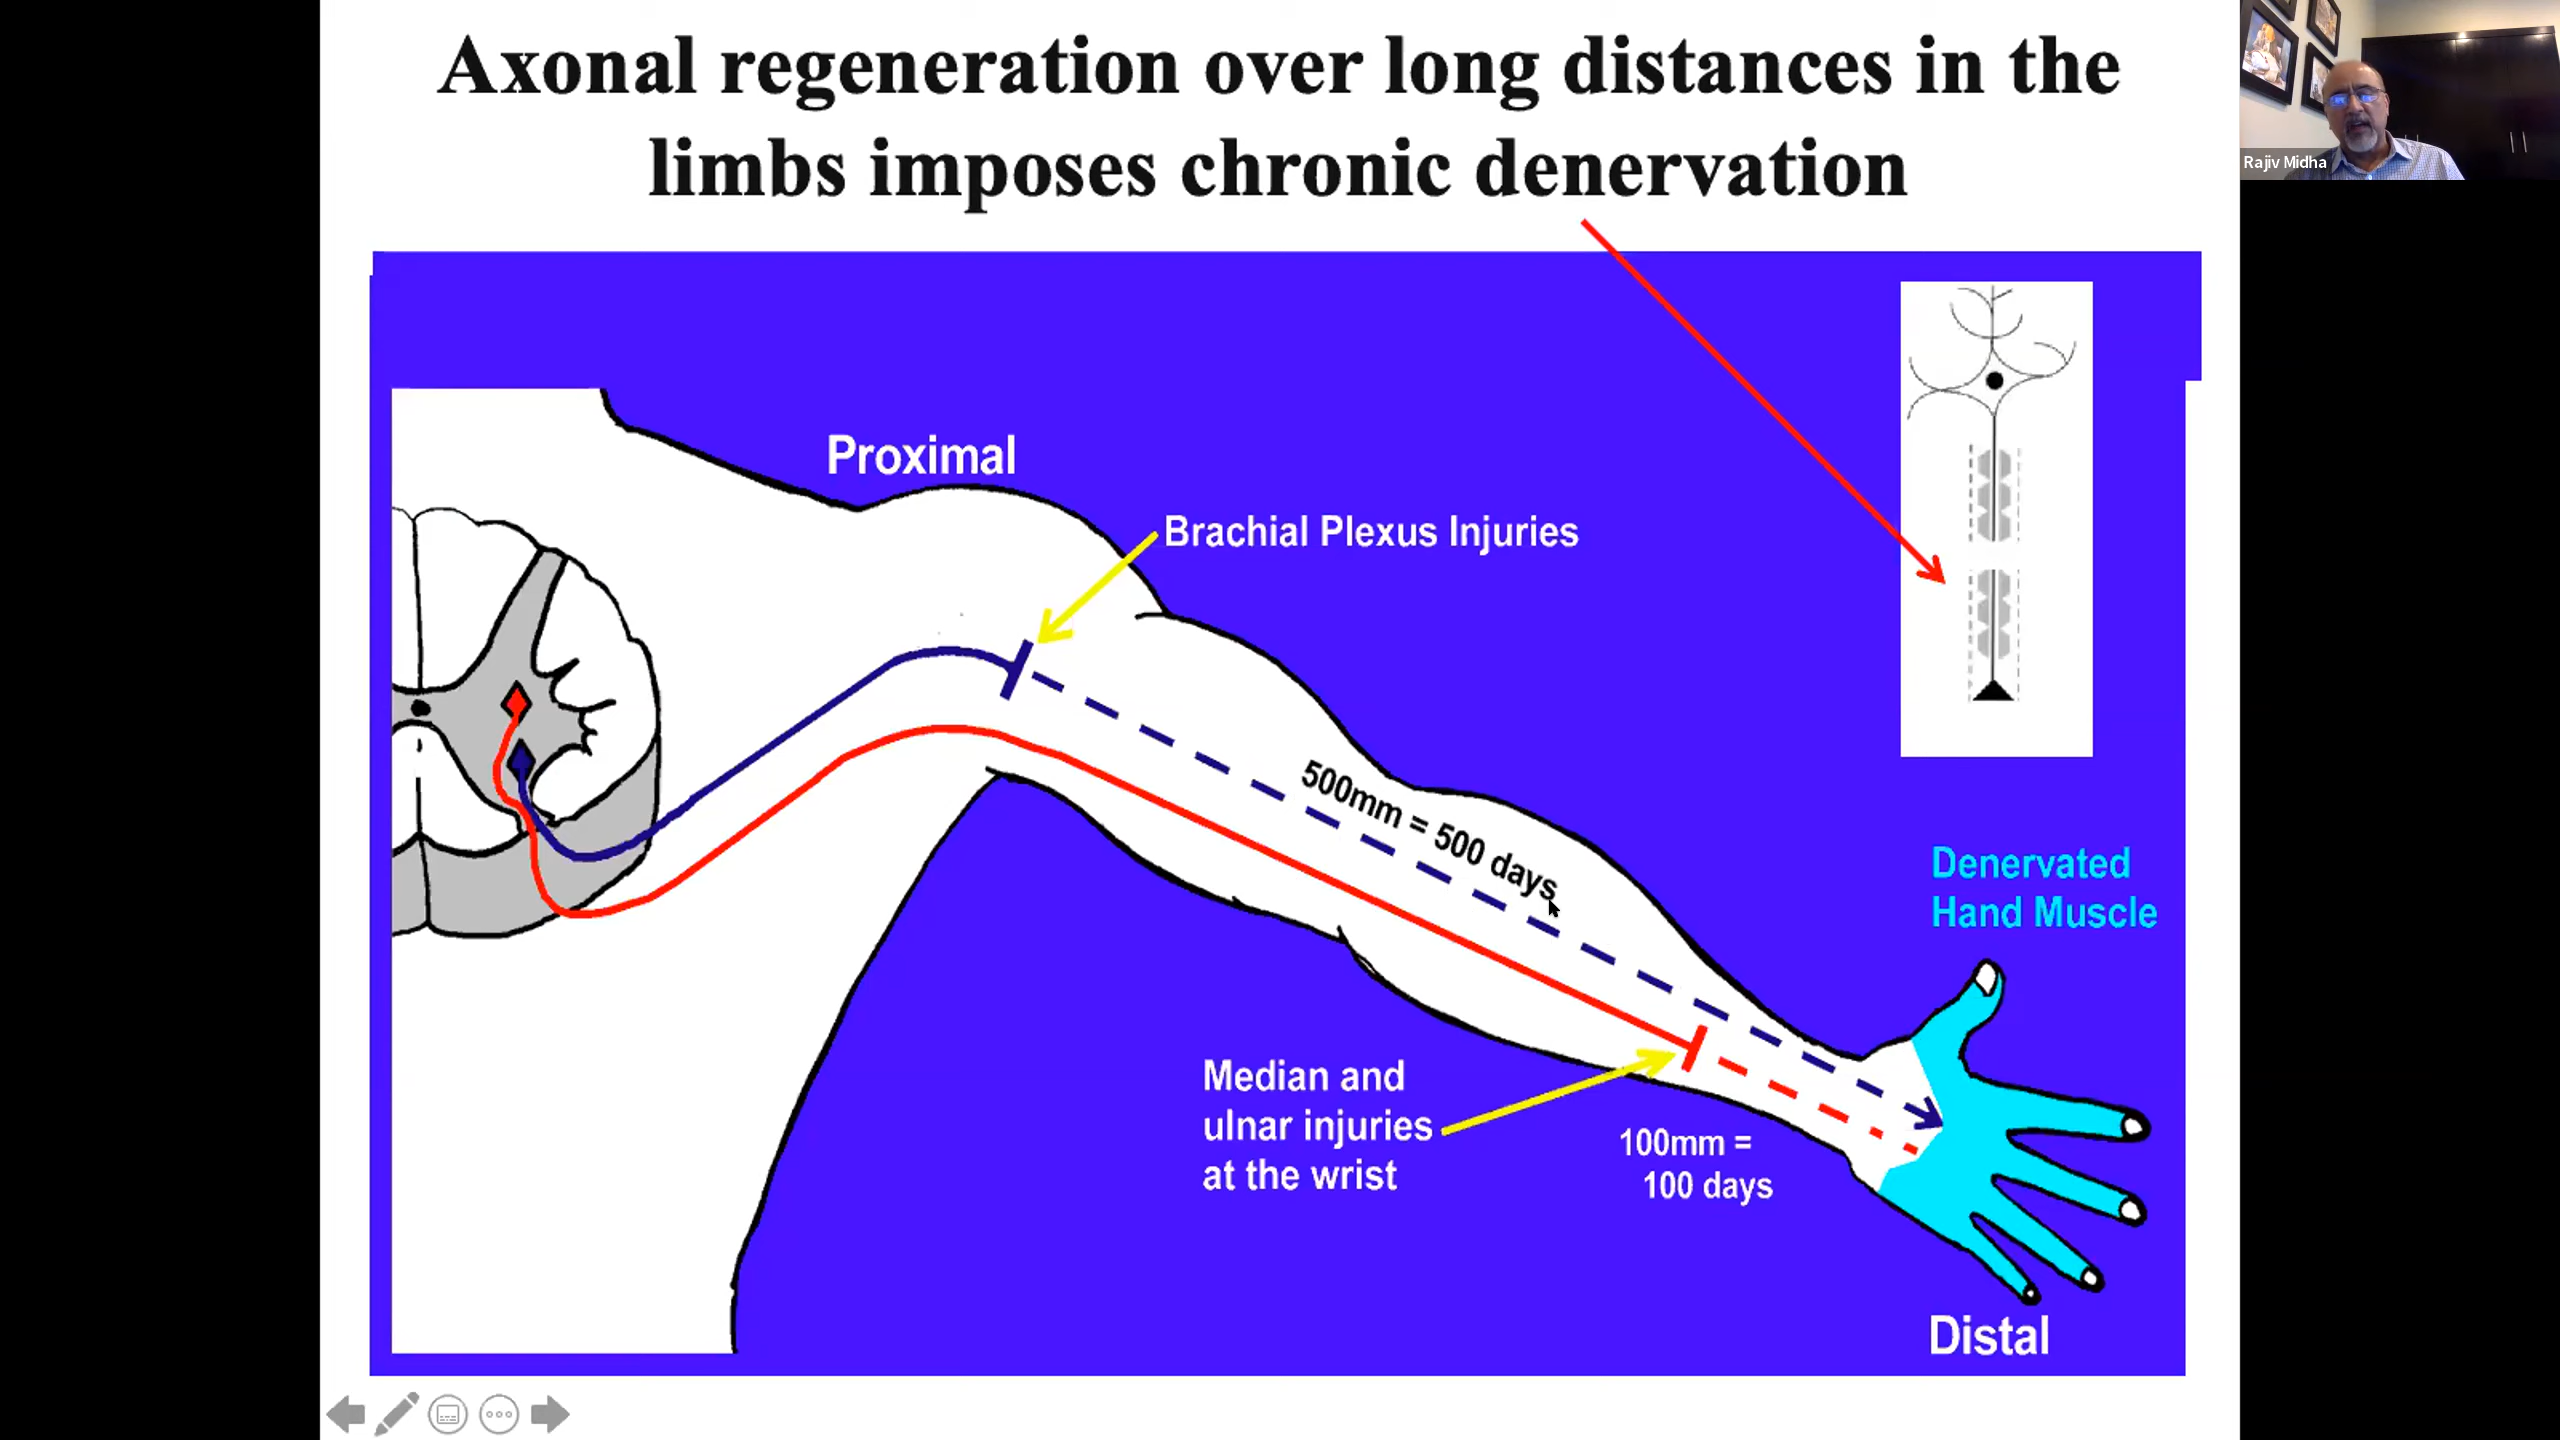 Axonal regeneration over long distances in the
limbs imposes chronic denervation
Rajiv Midha
Proximal
Brachial Plexus Injuries
500mm = 500 days
Denervated
Hand Muscle
Median and
ulnar injuries
at the wrist
100mm =
100 days
Distal